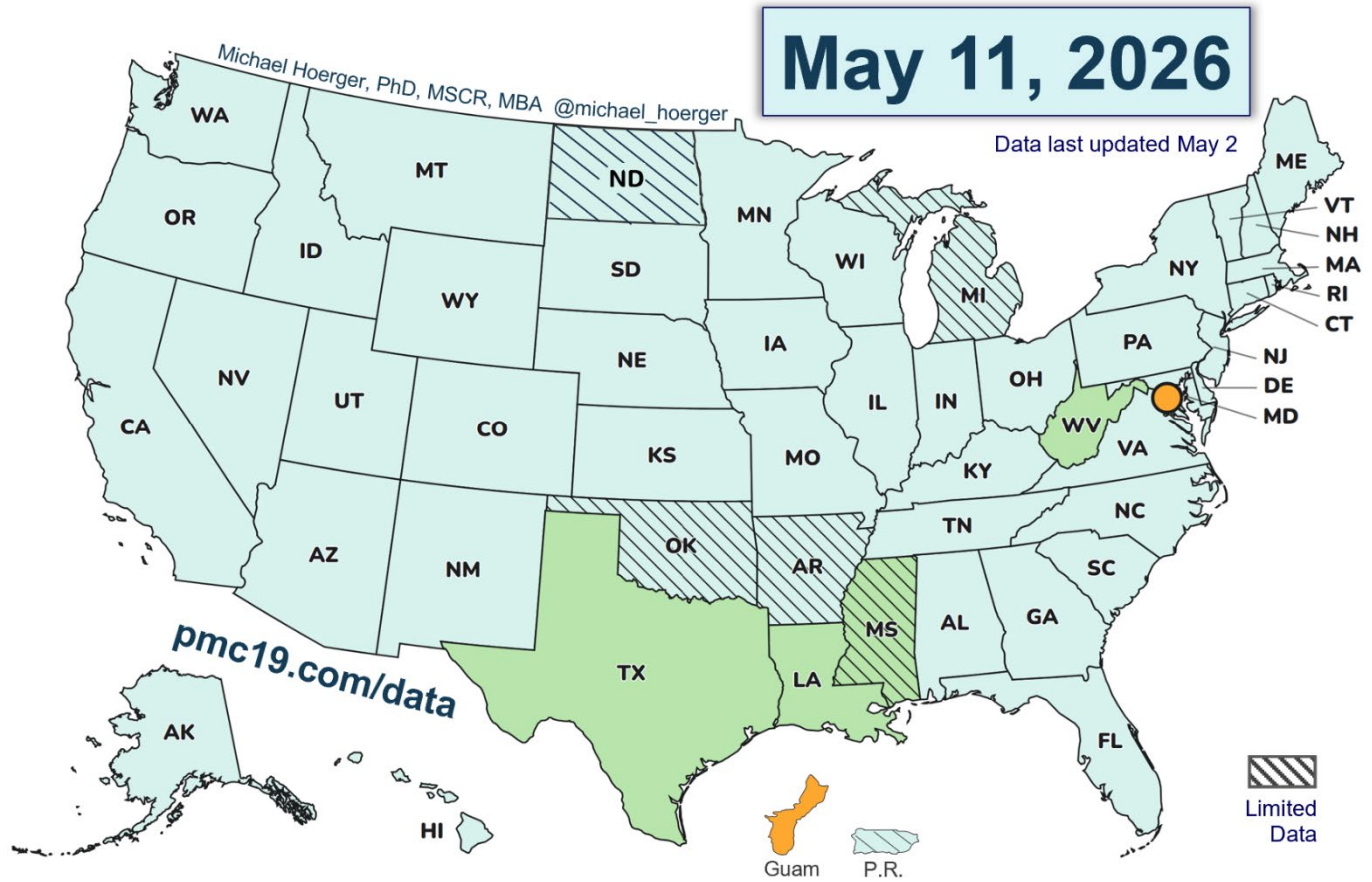 May 11, 2026
Michael Hoerger, PhD, MSCR, MBA @michael_hoerger
Data last updated May 2
WA
MT
ND
MN
ME
VT
NH
MA
RI
CT
OR
ID
WY
SD
WI
MI
NY
NV
UT
CO
NE
IA
IL
IN
OH
PA
NJ
DE
MD
CA
KS
MO
KY
WV
VA
AZ
NM
OK
AR
TN
NC
SC
TX
LA
MS
AL
GA
FL
pmc19.com/data
AK
HI
Guam
P.R.
Limited
Data